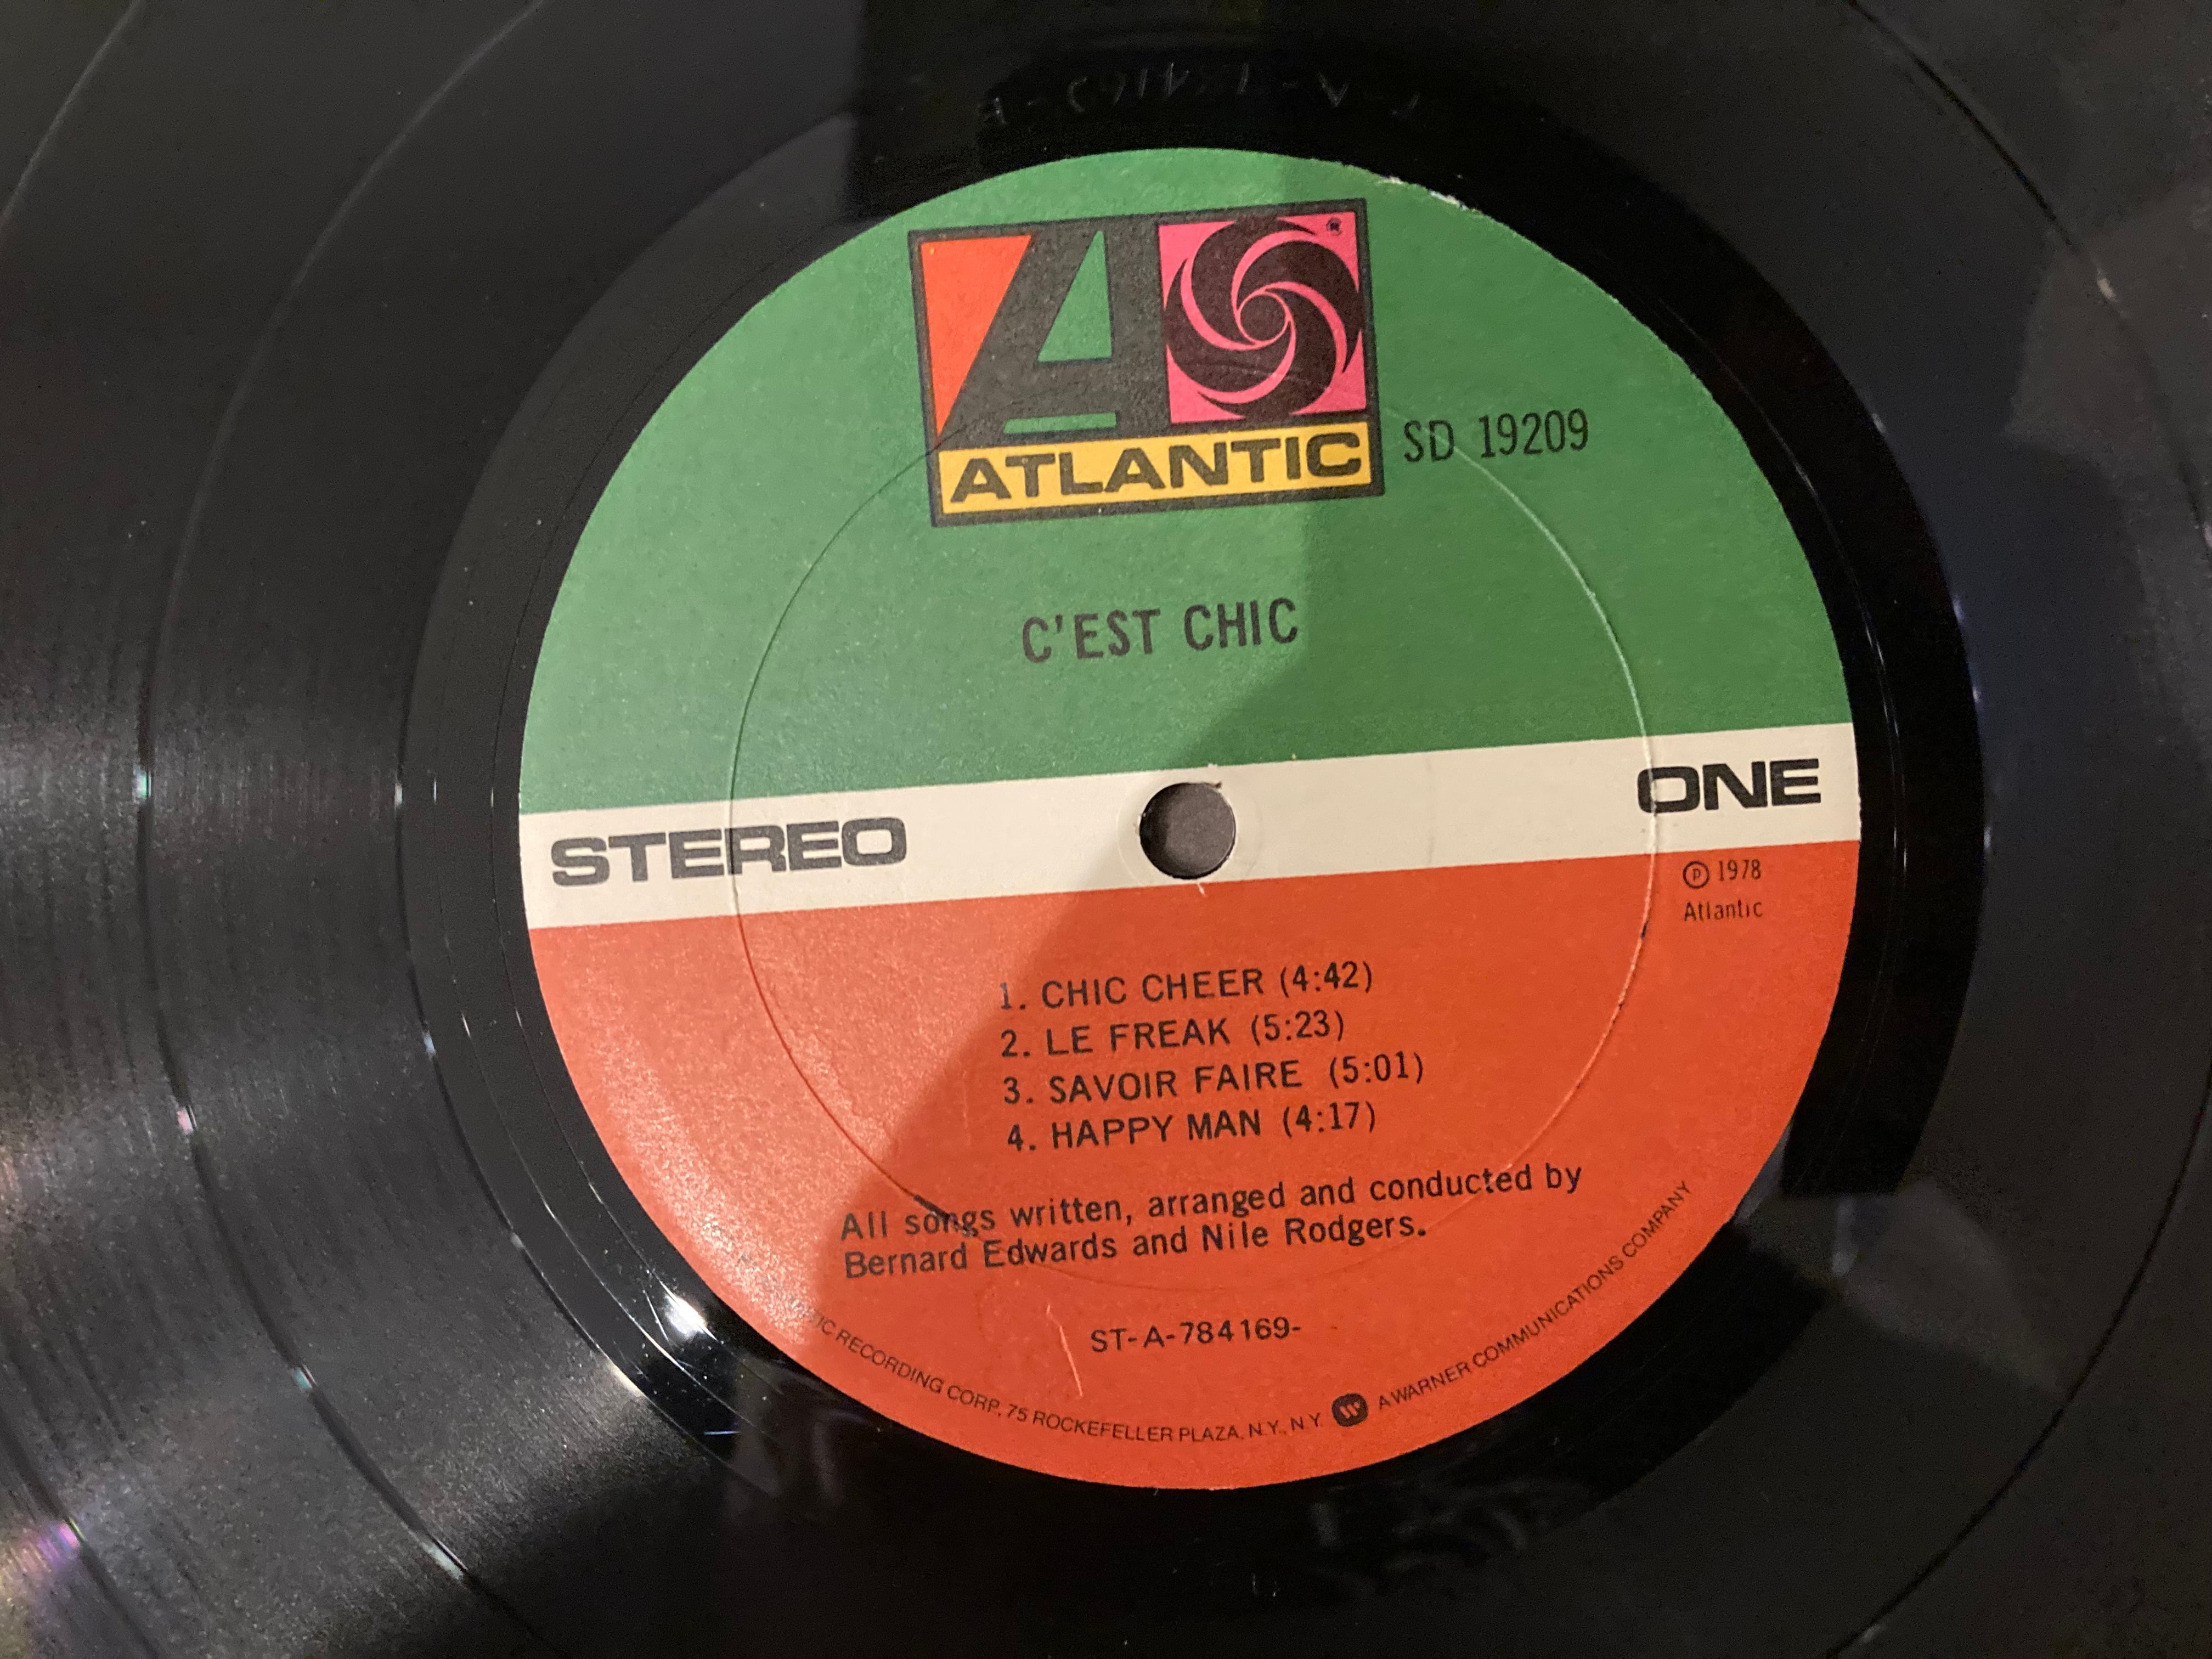 ATLANTIC
®
SD 19209
C'EST CHIC
STEREO
ONE
Ⓟ 1978
Atlantic
1. CHIC CHEER (4:42)
2. LE FREAK (5:23)
3. SAVOIR FAIRE (5:01)
4. HAPPY MAN (4:17)
All songs written, arranged and conducted by
Bernard Edwards and Nile Rodgers.
ST-A-784169-
RECORDING CORP., 75 ROCKEFELLER PLAZA, N.Y., N.Y. W A WARNER COMMUNICATIONS COMPANY